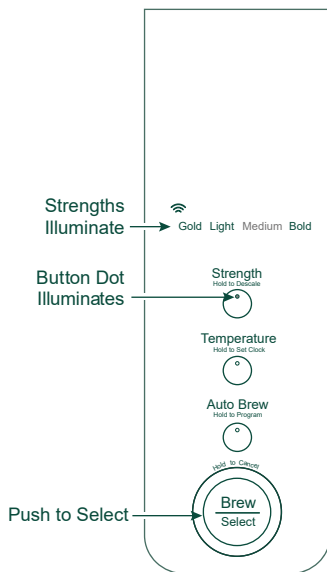 Strengths
Illuminate
Gold Light Medium Bold
Button Dot
Illuminates
Strength
Hold to Descale
Temperature
Hold to Set Clock
Auto Brew
Hold to Program
Hold to Cancel
Push to Select
Brew
Select